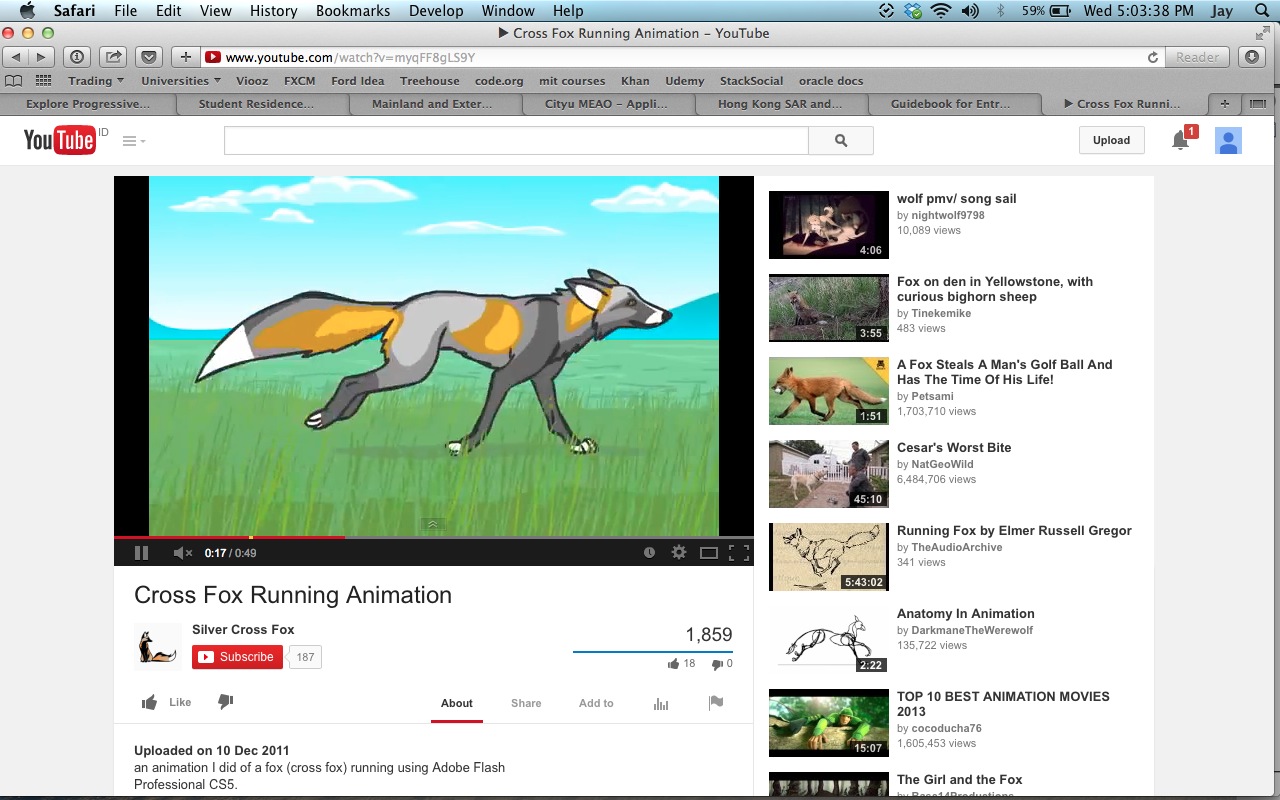 Safari File Edit View History Bookmarks Develop Window Help 59% Wed 5:03:38 PM Jay
Cross Fox Running Animation - YouTube
www.youtube.com/watch?v=myqFF8gLS9Y Reader
Trading Universities Viooz FXCM Ford Idea Treehouse code.org mit courses Khan Udemy StackSocial oracle docs
Explore Progressive... Student Residence... Mainland and Exter... Cityu MEAO - Appli... Hong Kong SAR and... Guidebook for Entr... Cross Fox Runni...
YouTube ID Upload 1
0:17 / 0:49
Cross Fox Running Animation
Silver Cross Fox
Subscribe 187
1,859
18 0
Like About Share Add to
Uploaded on 10 Dec 2011
an animation I did of a fox (cross fox) running using Adobe Flash
Professional CS5.
4:06
wolf pmv/ song sail
by nightwolf9798
10,089 views
3:55
Fox on den in Yellowstone, with
curious bighorn sheep
by Tinekemike
483 views
1:51
A Fox Steals A Man's Golf Ball And
Has The Time Of His Life!
by Petsami
1,703,710 views
45:10
Cesar's Worst Bite
by NatGeoWild
6,484,706 views
5:43:02
Running Fox by Elmer Russell Gregor
by TheAudioArchive
341 views
2:22
Anatomy In Animation
by DarkmaneTheWerewolf
135,722 views
15:07
TOP 10 BEST ANIMATION MOVIES
2013
by cocoducha76
1,605,453 views
The Girl and the Fox
by Base14Productions